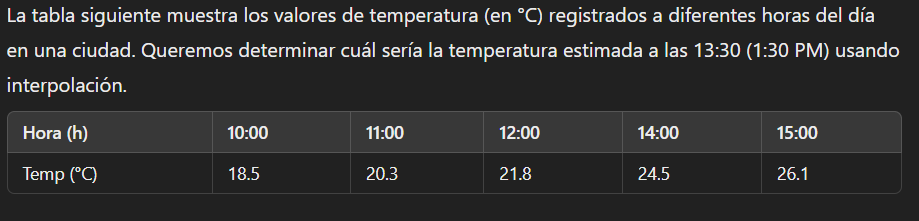 La tabla siguiente muestra los valores de temperatura (en °C) registrados a diferentes horas del día
en una ciudad. Queremos determinar cuál sería la temperatura estimada a las 13:30 (1:30 PM) usando
interpolación.
Hora (h) 10:00 11:00 12:00 14:00 15:00
Temp (°C) 18.5 20.3 21.8 24.5 26.1